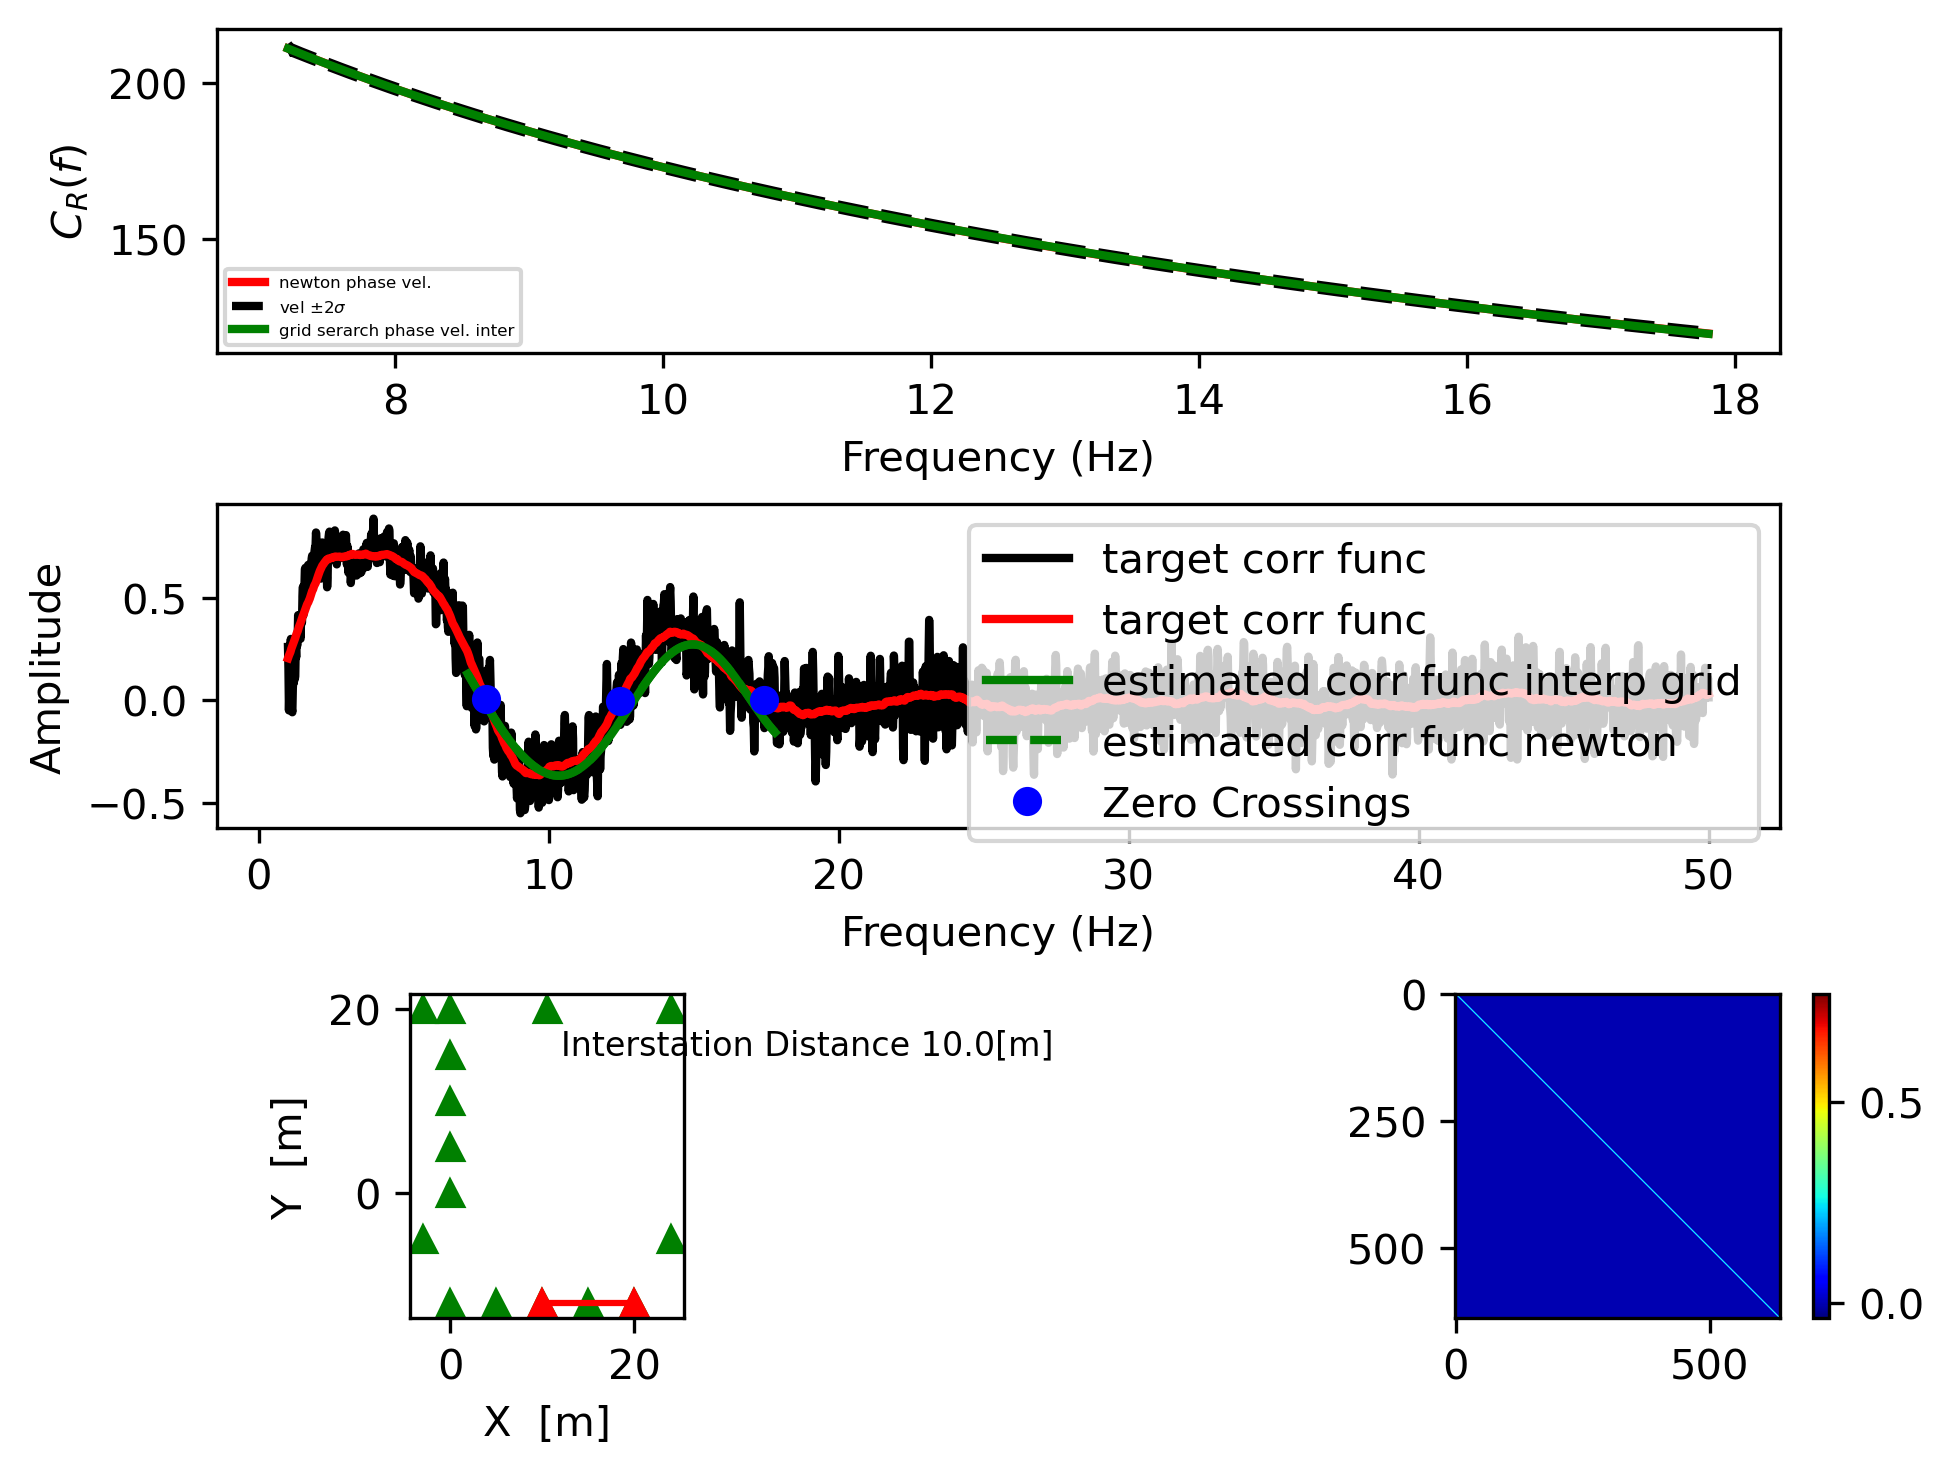 200
150
C_R(f)
newton phase vel.
vel ±2σ
grid serarch phase vel. inter
8 10 12 14 16 18
Frequency (Hz)
0.5
0.0
−0.5
Amplitude
target corr func
target corr func
estimated corr func interp grid
estimated corr func newton
Zero Crossings
0 10 20 30 40 50
Frequency (Hz)
20
0
Y [m]
Interstation Distance 10.0[m]
0 20
X [m]
0
250
500
0 500
0.5
0.0